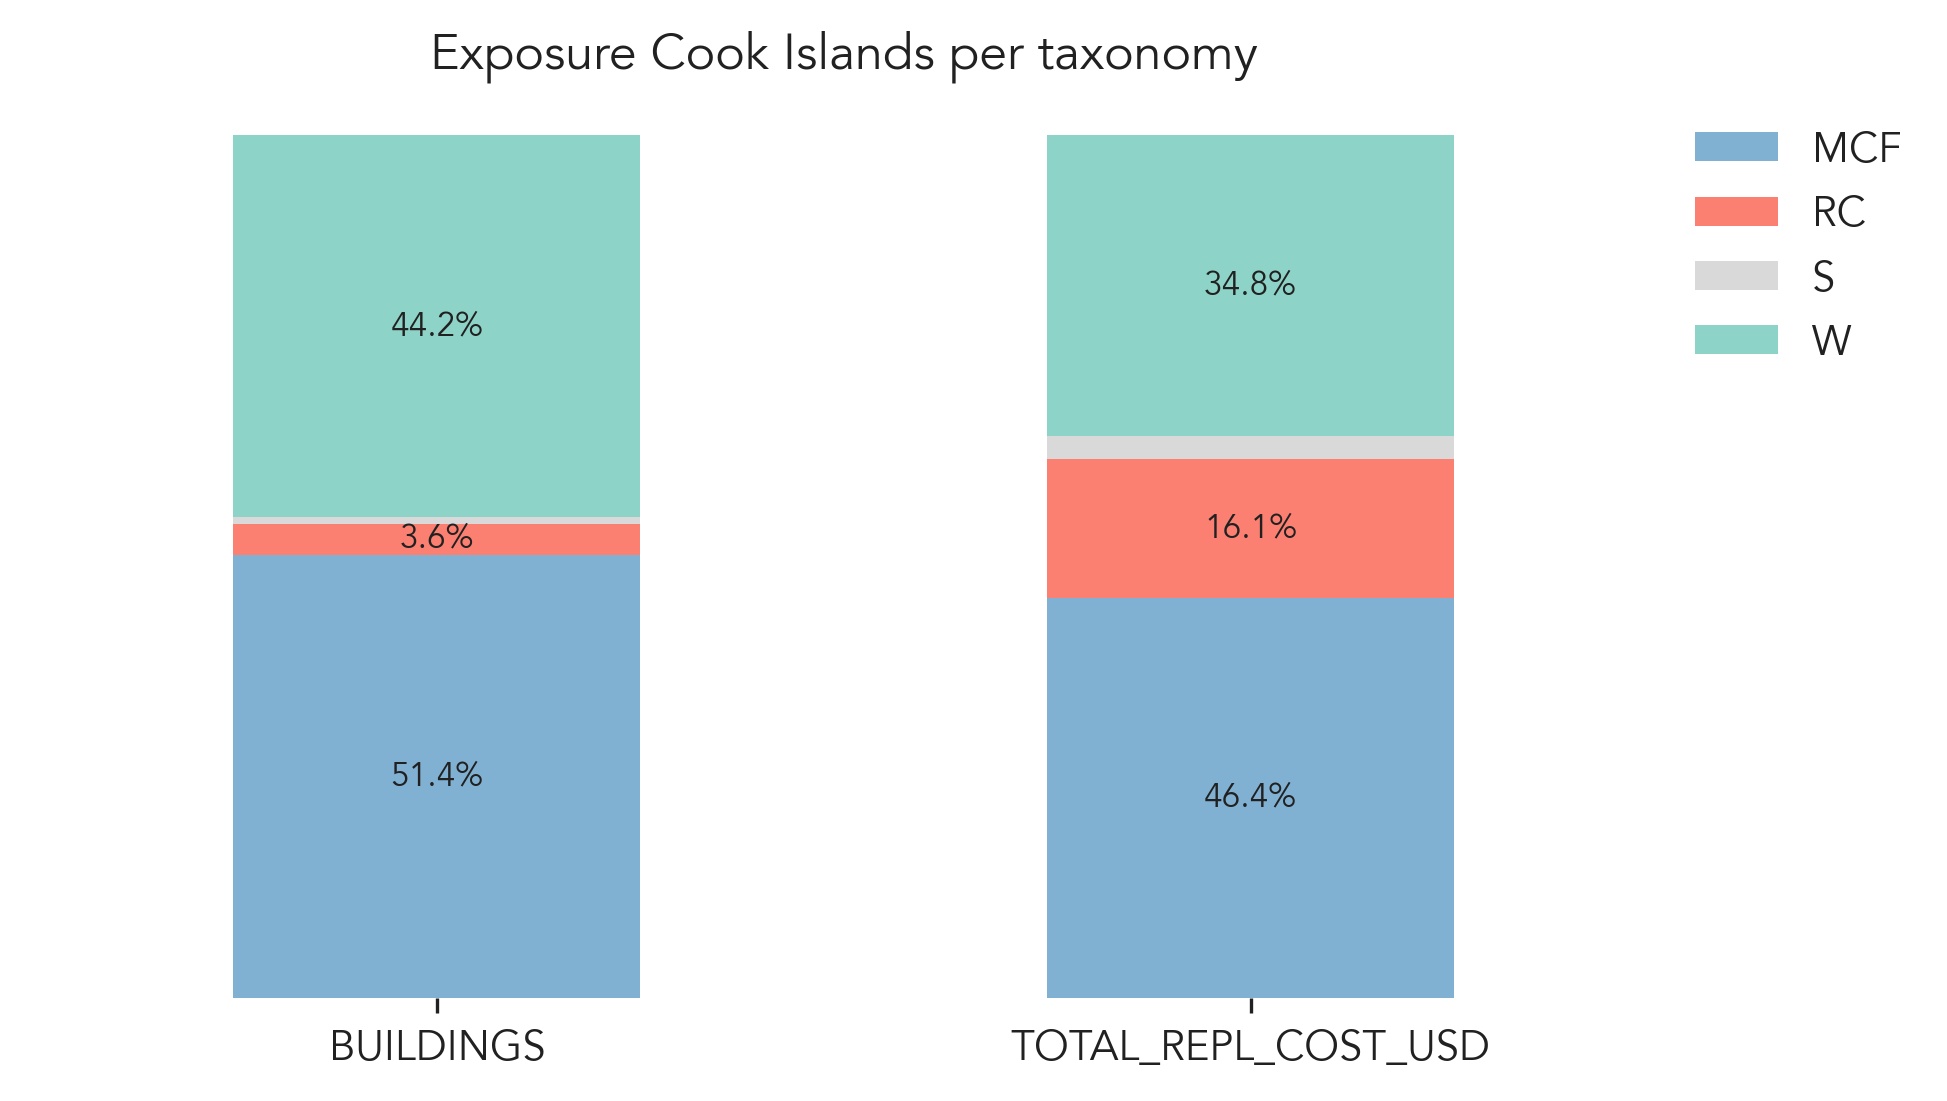 Exposure Cook Islands per taxonomy
MCF
RC
S
W
44.2%
3.6%
51.4%
34.8%
16.1%
46.4%
BUILDINGS
TOTAL_REPL_COST_USD